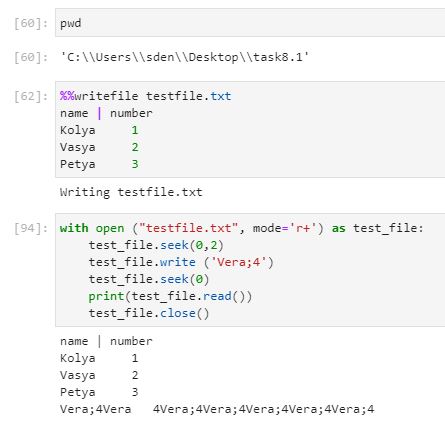 [60]: pwd
[60]: 'C:\\Users\\sden\\Desktop\\task8.1'
[62]: %%writefile testfile.txt
name | number
Kolya     1
Vasya     2
Petya     3
Writing testfile.txt
[94]: with open ("testfile.txt", mode='r+') as test_file:
    test_file.seek(0,2)
    test_file.write ('Vera;4')
    test_file.seek(0)
    print(test_file.read())
    test_file.close()
name | number
Kolya     1
Vasya     2
Petya     3
Vera;4Vera   4Vera;4Vera;4Vera;4Vera;4Vera;4